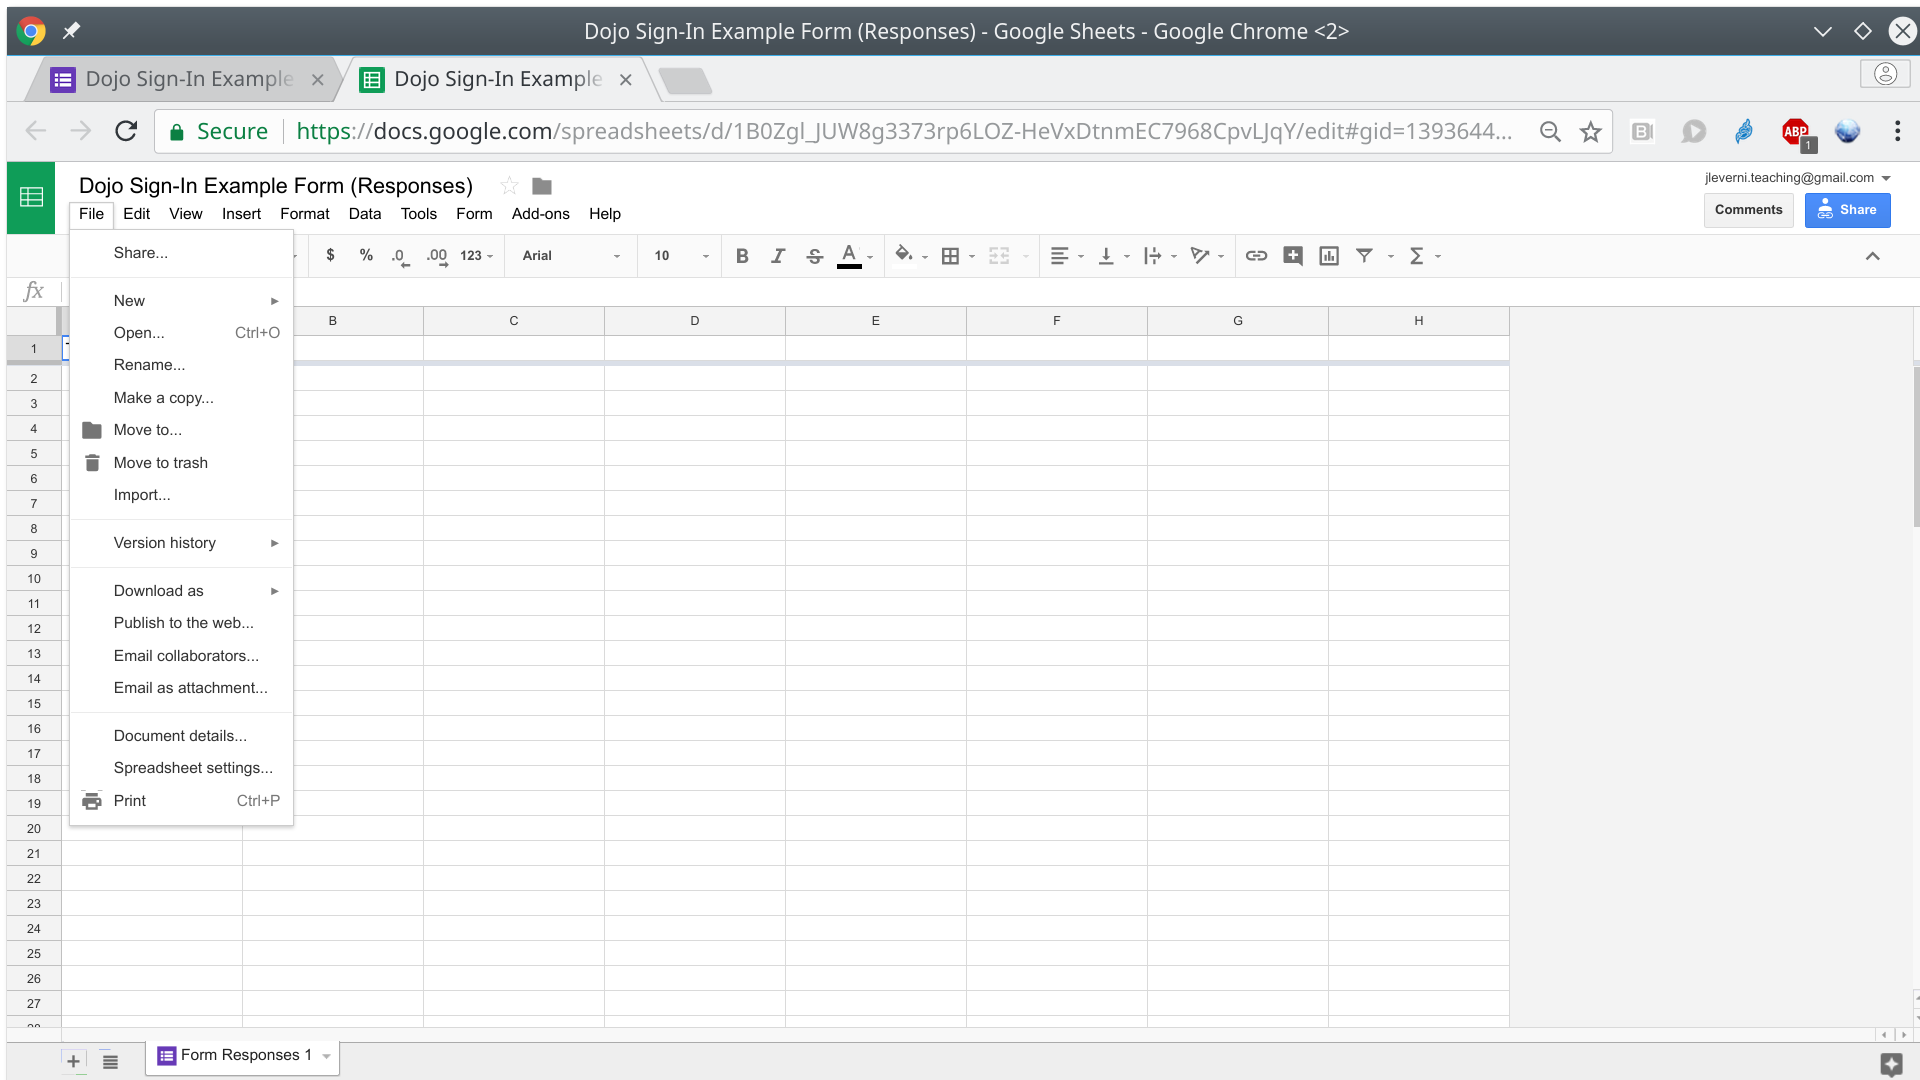 Dojo Sign-In Example Form (Responses) - Google Sheets - Google Chrome <2>
Dojo Sign-In Example
Dojo Sign-In Example
Secure https://docs.google.com/spreadsheets/d/1B0Zgl_JUW8g3373rp6LOZ-HeVxDtnmEC7968CpvLJqY/edit#gid=1393644...
ABP
1
Dojo Sign-In Example Form (Responses)
jleverni.teaching@gmail.com
File Edit View Insert Format Data Tools Form Add-ons Help
Comments
Share
$ % .0 .00 123 Arial 10 B I S A
fx
Share...
New
Open... Ctrl+O
Rename...
Make a copy...
Move to...
Move to trash
Import...
Version history
Download as
Publish to the web...
Email collaborators...
Email as attachment...
Document details...
Spreadsheet settings...
Print Ctrl+P
B C D E F G H
1
2
3
4
5
6
7
8
9
10
11
12
13
14
15
16
17
18
19
20
21
22
23
24
25
26
27
28
Form Responses 1